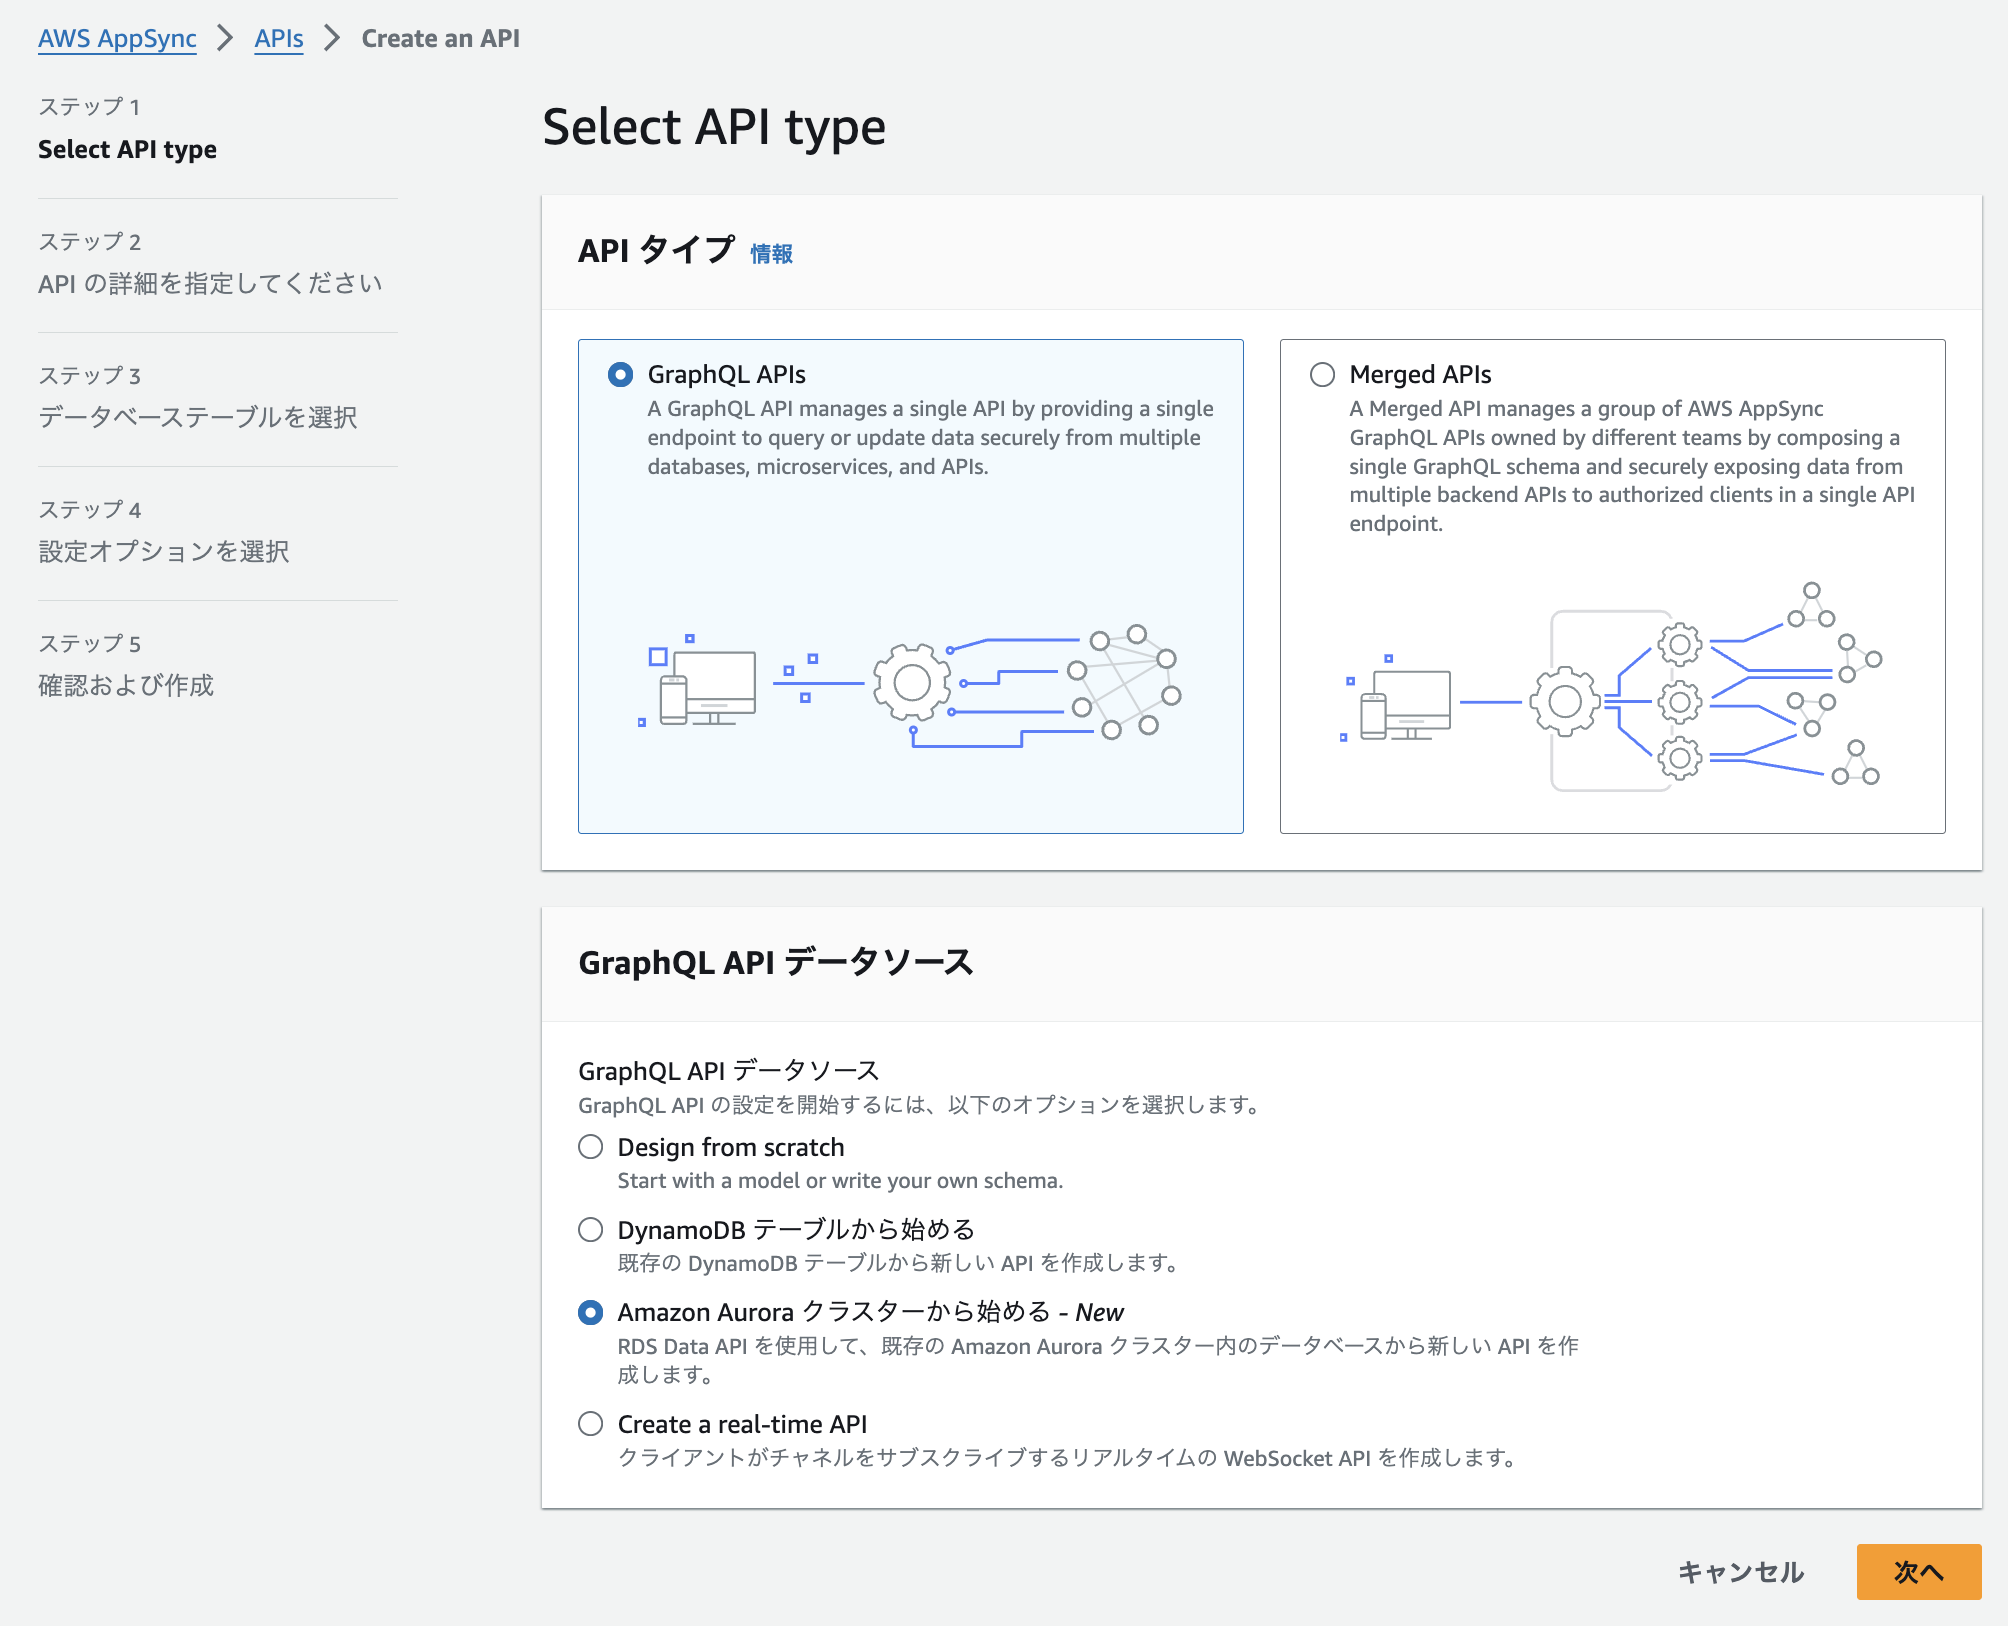 AWS AppSync > APIs > Create an API
ステップ 1
Select API type
ステップ 2
API の詳細を指定してください
ステップ 3
データベーステーブルを選択
ステップ 4
設定オプションを選択
ステップ 5
確認および作成
Select API type
API タイプ 情報
GraphQL APIs
A GraphQL API manages a single API by providing a single
endpoint to query or update data securely from multiple
databases, microservices, and APIs.
Merged APIs
A Merged API manages a group of AWS AppSync
GraphQL APIs owned by different teams by composing a
single GraphQL schema and securely exposing data from
multiple backend APIs to authorized clients in a single API
endpoint.
GraphQL API データソース
GraphQL API データソース
GraphQL API の設定を開始するには、以下のオプションを選択します。
Design from scratch
Start with a model or write your own schema.
DynamoDB テーブルから始める
既存の DynamoDB テーブルから新しい API を作成します。
Amazon Aurora クラスターから始める - New
RDS Data API を使用して、既存の Amazon Aurora クラスター内のデータベースから新しい API を作
成します。
Create a real-time API
クライアントがチャネルをサブスクライブするリアルタイムの WebSocket API を作成します。
キャンセル
次へ